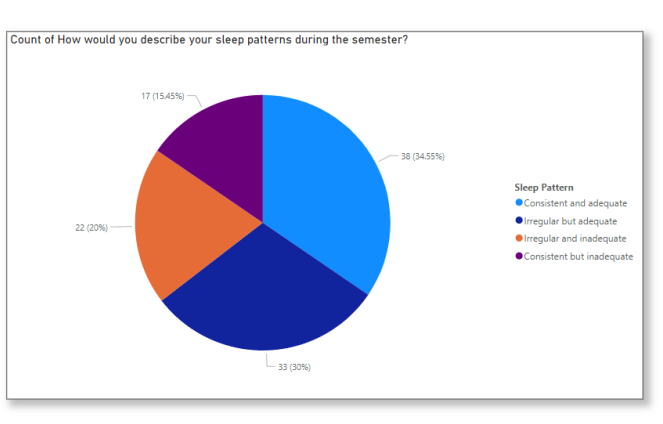 Count of How would you describe your sleep patterns during the semester?
17 (15.45%)
38 (34.55%)
Sleep Pattern
Consistent and adequate
Irregular but adequate
Irregular and inadequate
Consistent but inadequate
22 (20%)
33 (30%)